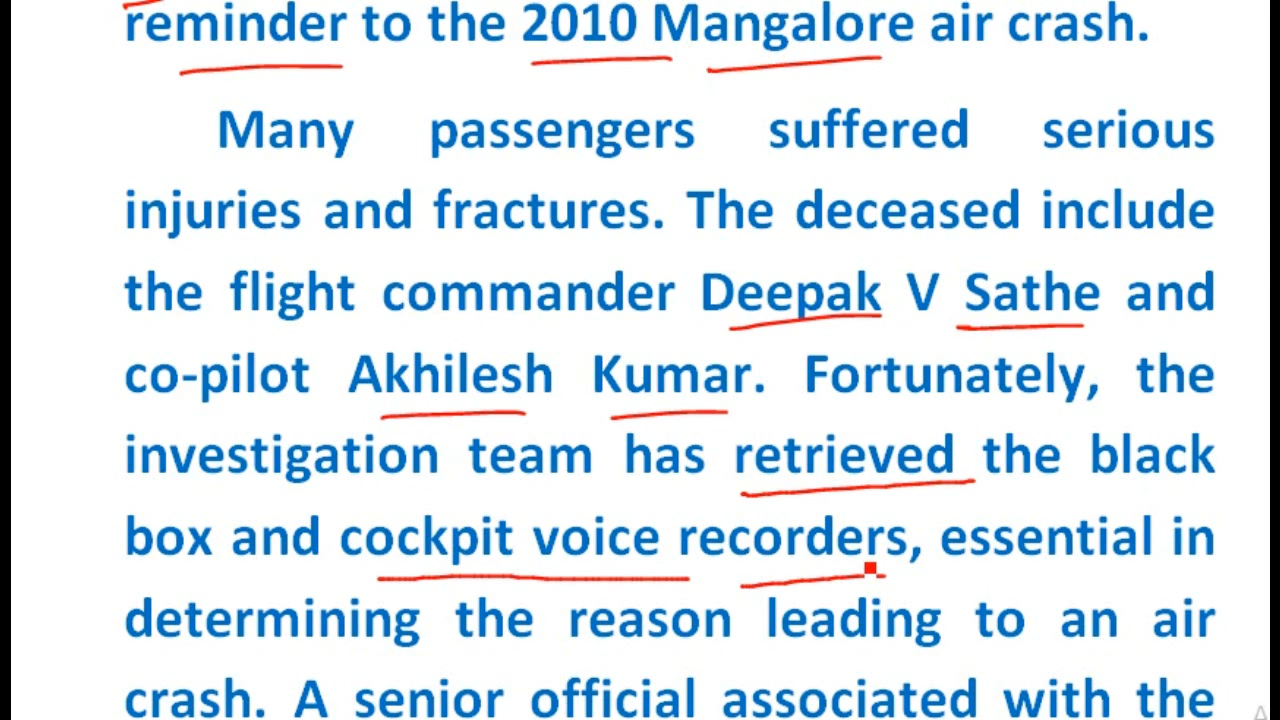 reminder to the 2010 Mangalore air crash.
Many passengers suffered serious
injuries and fractures. The deceased include
the flight commander Deepak V Sathe and
co-pilot Akhilesh Kumar. Fortunately, the
investigation team has retrieved the black
box and cockpit voice recorders, essential in
determining the reason leading to an air
crash. A senior official associated with the